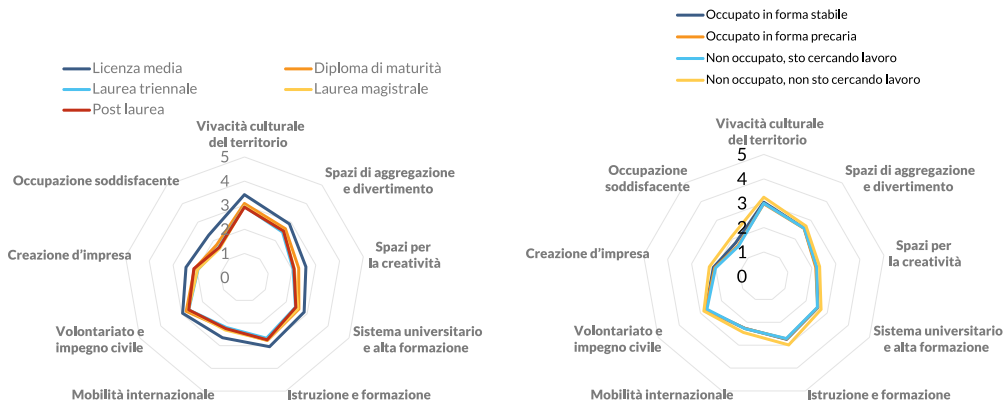 Licenza media
Diploma di maturità
Laurea triennale
Laurea magistrale
Post laurea
Vivacità culturale
del territorio
Spazi di aggregazione
e divertimento
Spazi per
la creatività
Sistema universitario
e alta formazione
Istruzione e formazione
Mobilità internazionale
Volontariato e
impegno civile
Creazione d'impresa
Occupazione soddisfacente
5
4
3
2
1
0
Occupato in forma stabile
Occupato in forma precaria
Non occupato, sto cercando lavoro
Non occupato, non sto cercando lavoro
Vivacità culturale
del territorio
Spazi di aggregazione
e divertimento
Spazi per
la creatività
Sistema universitario
e alta formazione
Istruzione e formazione
Mobilità internazionale
Volontariato e
impegno civile
Creazione d'impresa
Occupazione
soddisfacente
5
4
3
2
1
0